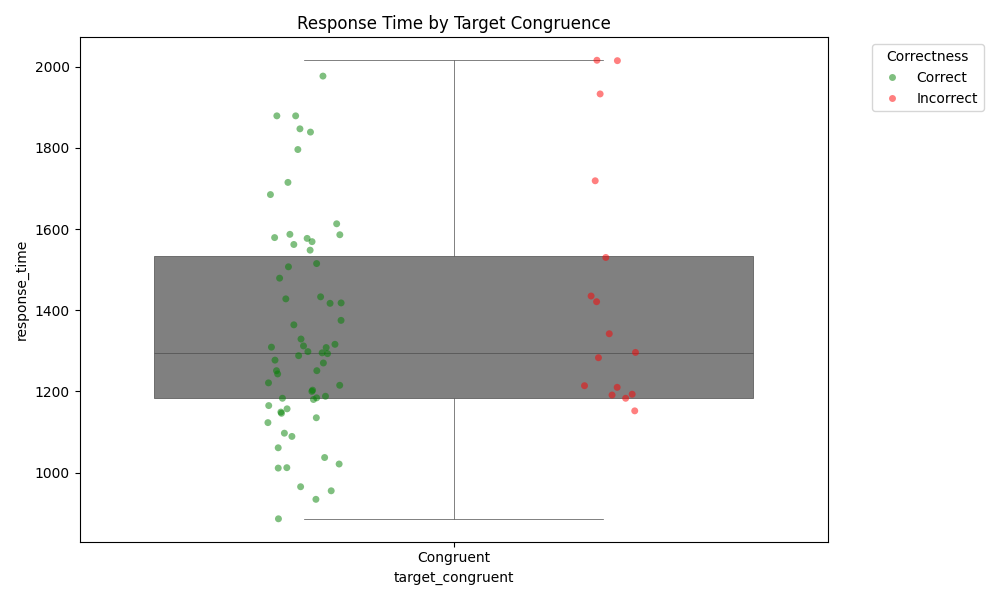 Response Time by Target Congruence
Correctness
Correct
Incorrect
2000
1800
1600
1400
1200
1000
response_time
Congruent
target_congruent